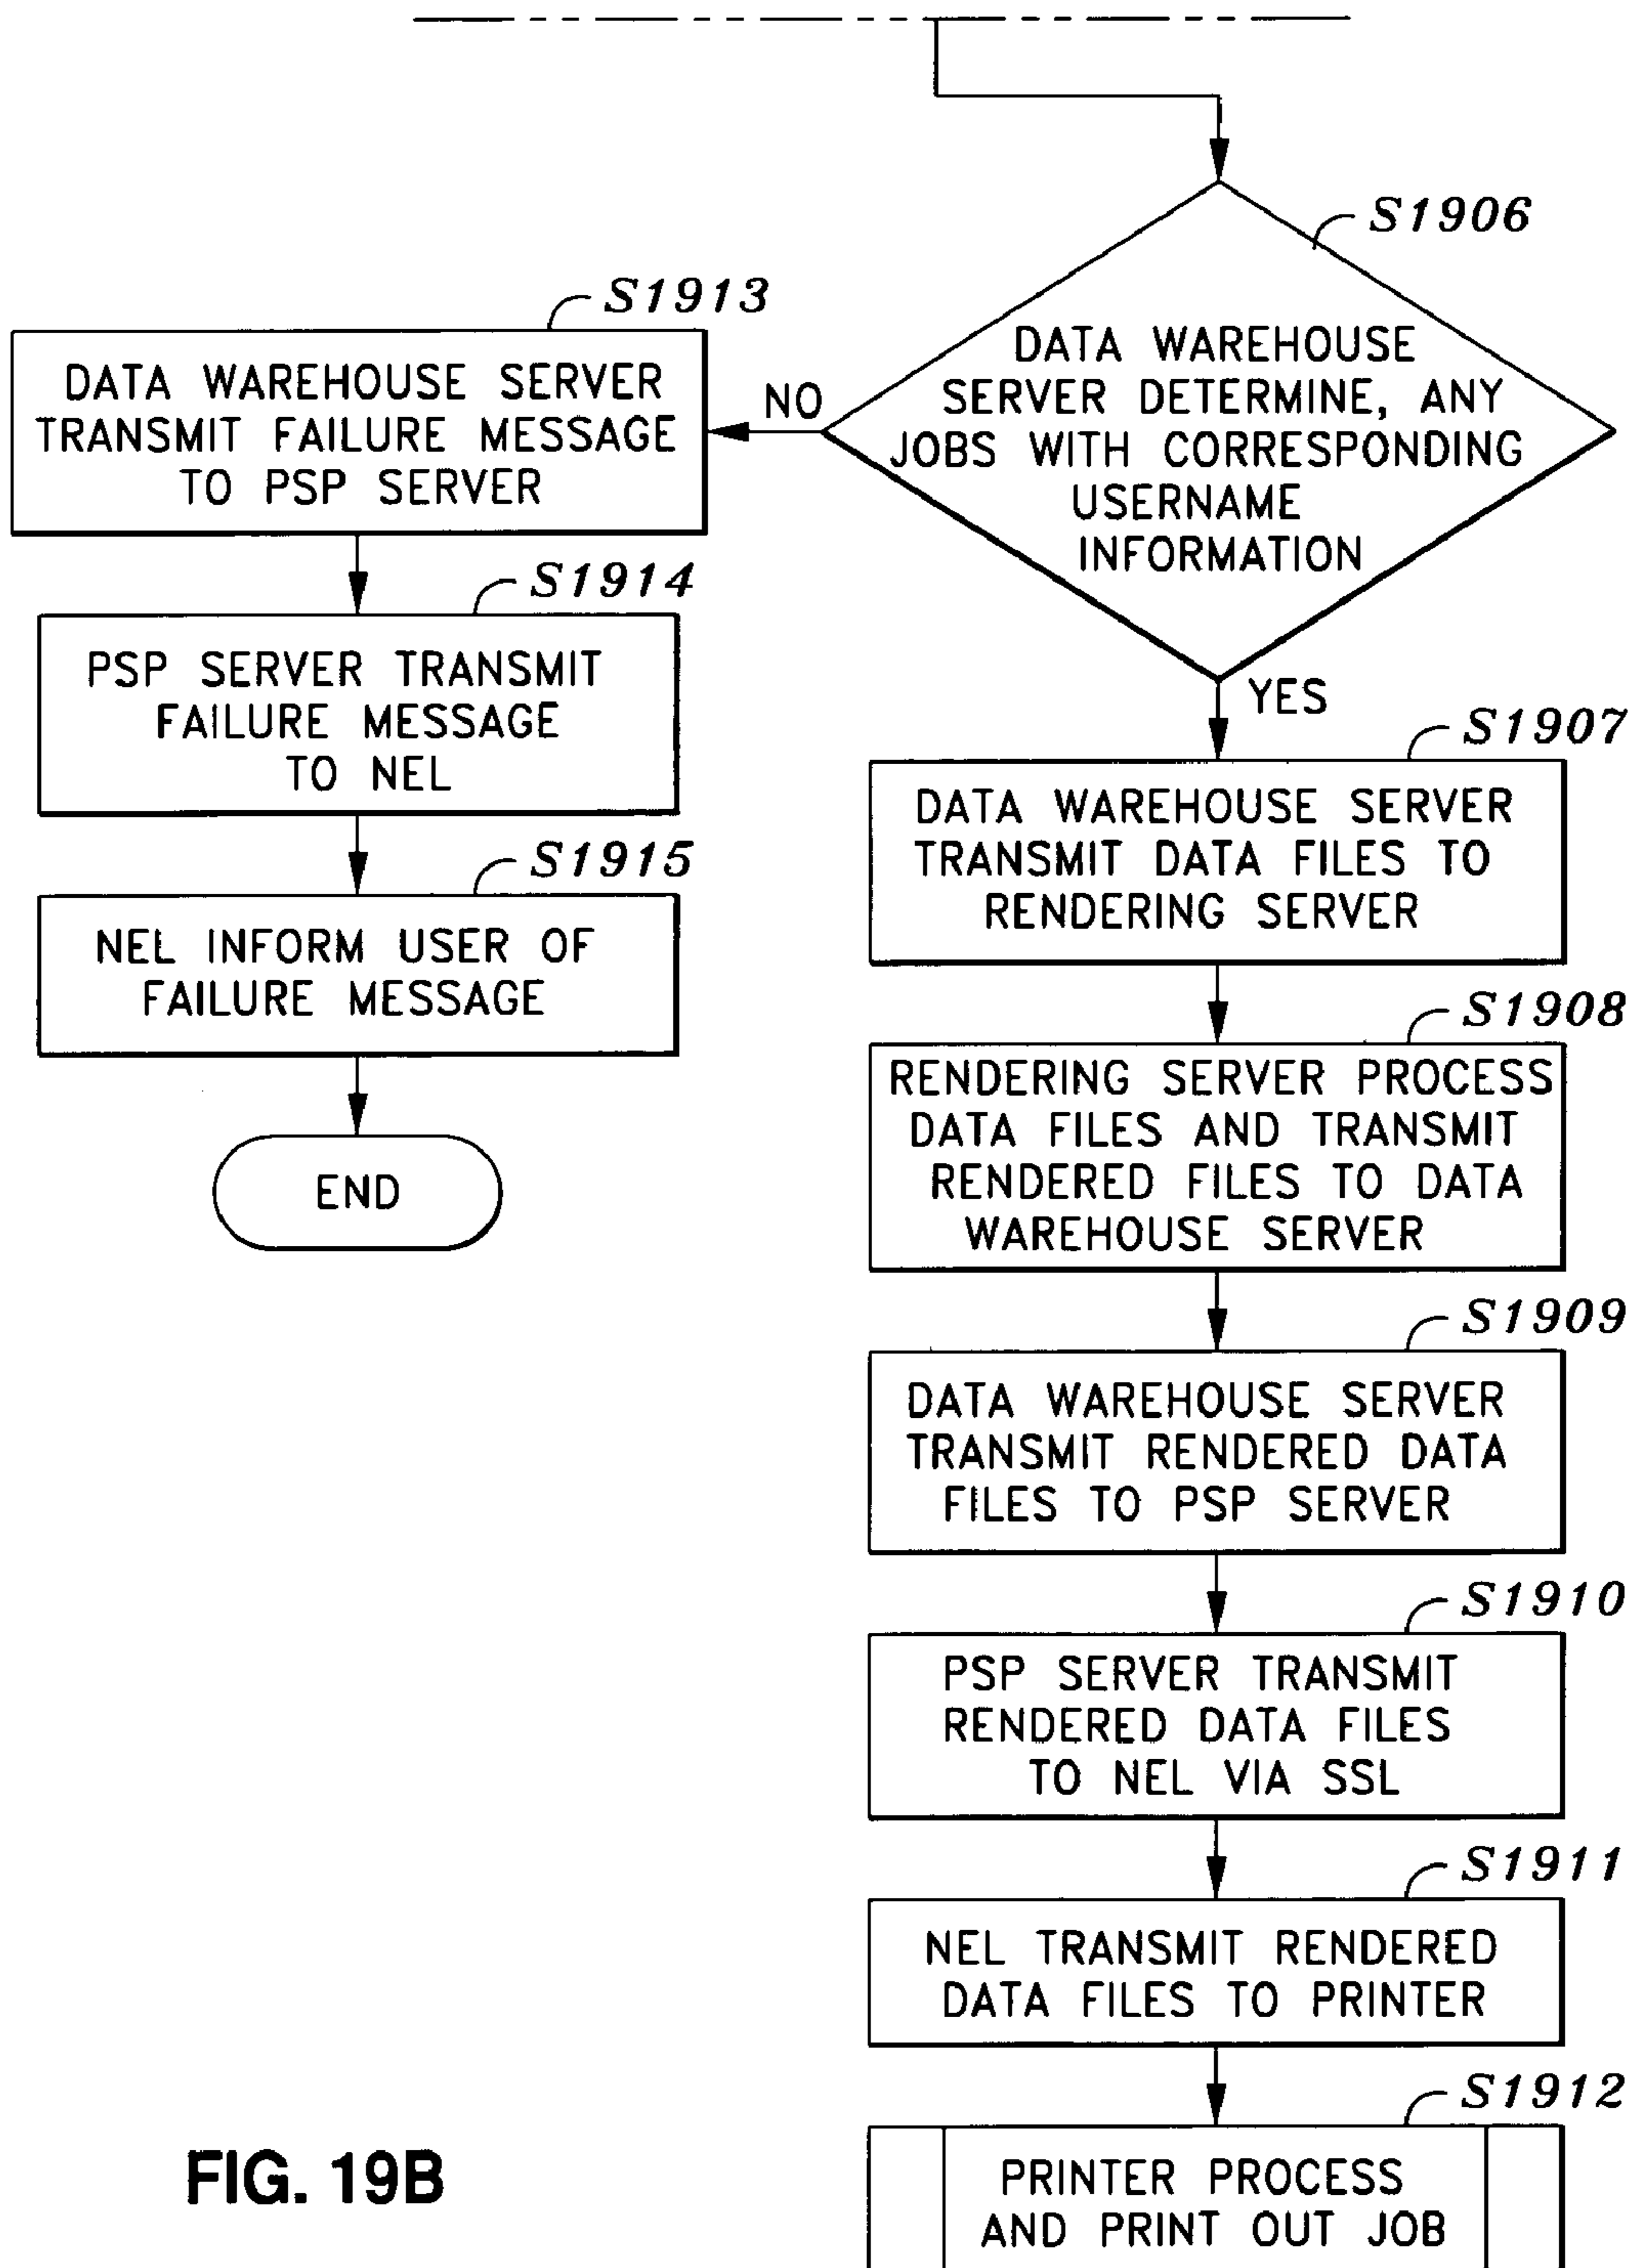 S1906
DATA WAREHOUSE
SERVER DETERMINE, ANY
JOBS WITH CORRESPONDING
USERNAME
INFORMATION
NO
YES
S1913
DATA WAREHOUSE SERVER
TRANSMIT FAILURE MESSAGE
TO PSP SERVER
S1914
PSP SERVER TRANSMIT
FAILURE MESSAGE
TO NEL
S1915
NEL INFORM USER OF
FAILURE MESSAGE
END
S1907
DATA WAREHOUSE SERVER
TRANSMIT DATA FILES TO
RENDERING SERVER
S1908
RENDERING SERVER PROCESS
DATA FILES AND TRANSMIT
RENDERED FILES TO DATA
WAREHOUSE SERVER
S1909
DATA WAREHOUSE SERVER
TRANSMIT RENDERED DATA
FILES TO PSP SERVER
S1910
PSP SERVER TRANSMIT
RENDERED DATA FILES
TO NEL VIA SSL
S1911
NEL TRANSMIT RENDERED
DATA FILES TO PRINTER
S1912
PRINTER PROCESS
AND PRINT OUT JOB
FIG. 19B